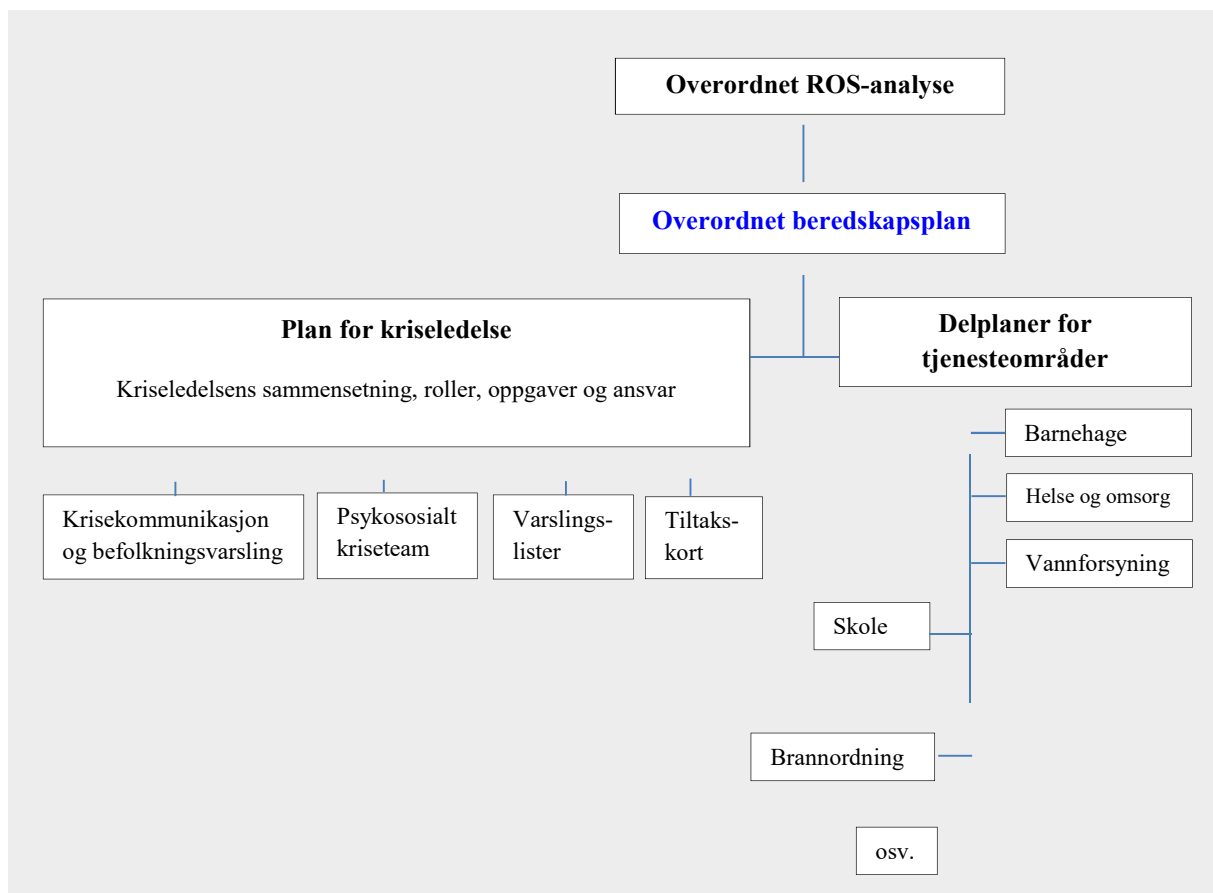 Overordnet ROS-analyse
Overordnet beredskapsplan
Plan for kriseledelse
Kriseledelsens sammensetning, roller, oppgaver og ansvar
Delplaner for
tjenesteområder
Krisekommunikasjon
og befolkningsvarsling
Psykososialt
kriseteam
Varslings-
lister
Tiltaks-
kort
Barnehage
Helse og omsorg
Vannforsyning
Skole
Brannordning
osv.